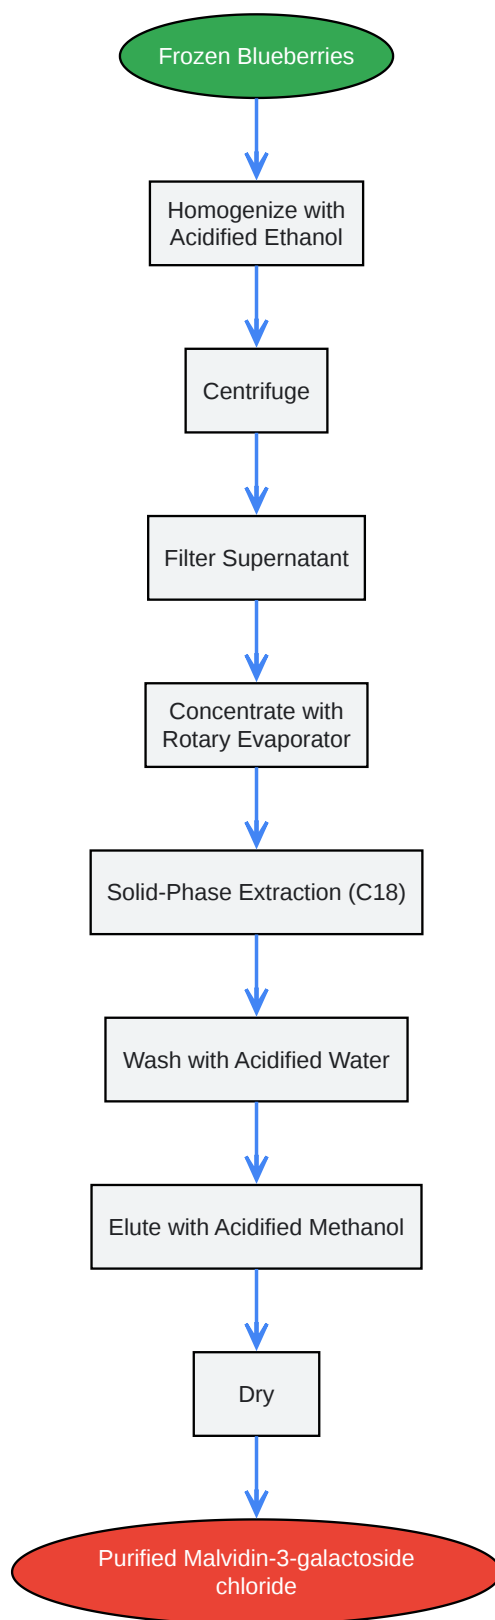 Frozen Blueberries
Homogenize with
Acidified Ethanol
Centrifuge
Filter Supernatant
Concentrate with
Rotary Evaporator
Solid-Phase Extraction (C18)
Wash with Acidified Water
Elute with Acidified Methanol
Dry
Purified Malvidin-3-galactoside
chloride